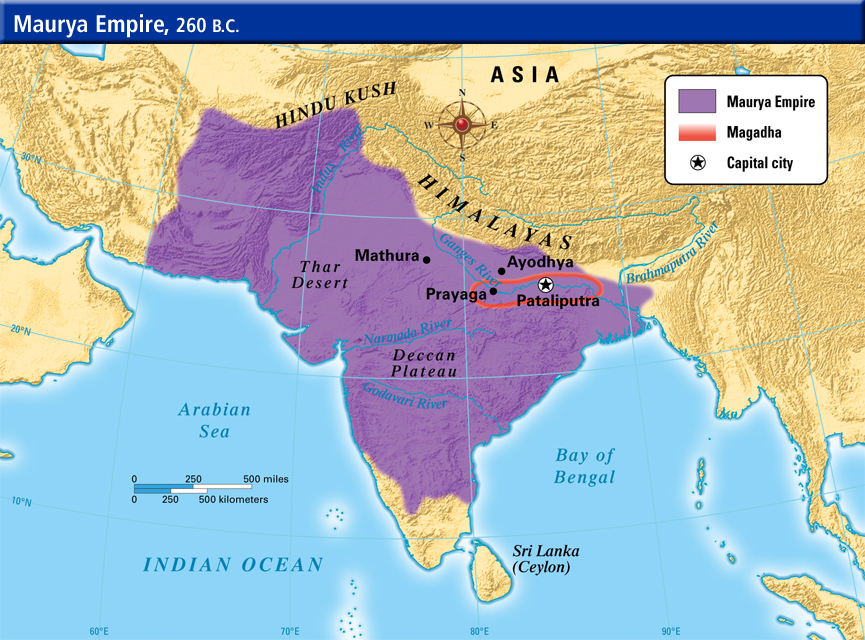 Maurya Empire, 260 B.C.
ASIA
HINDU KUSH
N
W
E
S
Maurya Empire
Magadha
Capital city
30°N
Indus River
HIMALAYAS
Ganges River
Brahmaputra River
Mathura
Ayodhya
Thar
Desert
Prayaga
Pataliputra
20°N
Narmada River
Deccan
Plateau
Godavari River
Arabian
Sea
Bay of
Bengal
0 250 500 miles
0 250 500 kilometers
10°N
INDIAN OCEAN
Sri Lanka
(Ceylon)
60°E
70°E
80°E
90°E